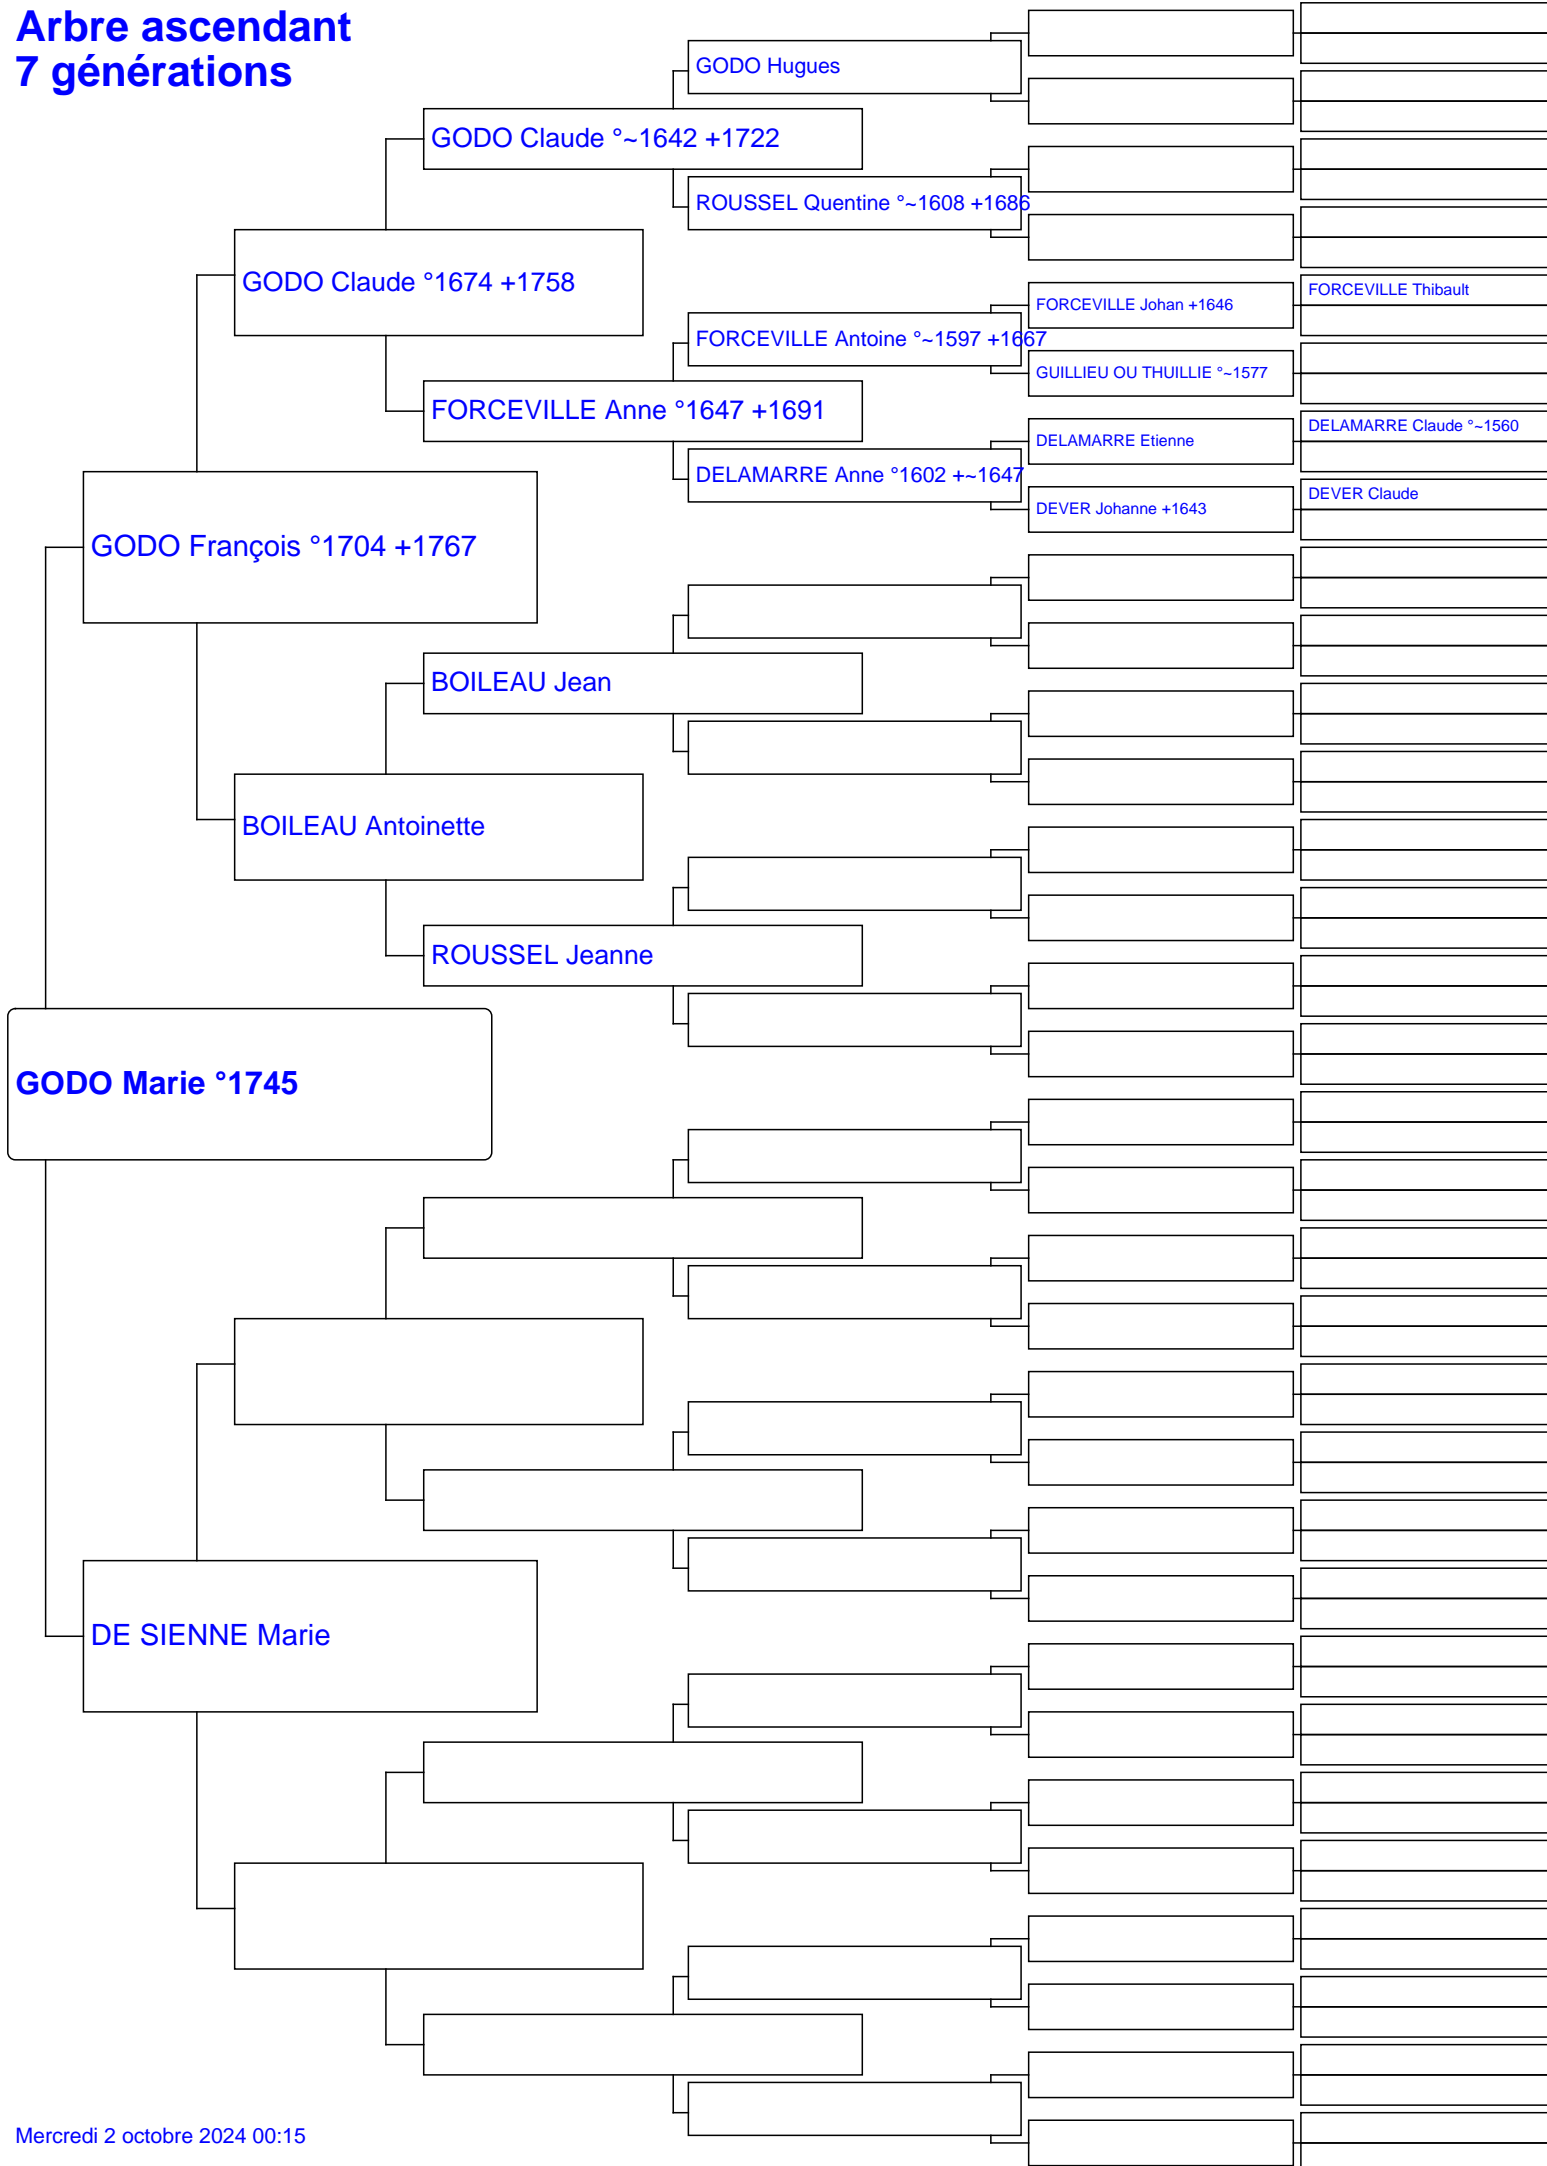 Arbre ascendant
7 générations
GODO Hugues
GODO Claude °~1642 +1722
ROUSSEL Quentine °~1608 +1686
GODO Claude °1674 +1758
FORCEVILLE Thibault
FORCEVILLE Johan +1646
FORCEVILLE Antoine °~1597 +1667
GUILLIEU OU THUILLIE °~1577
FORCEVILLE Anne °1647 +1691
DELAMARRE Claude °~1560
DELAMARRE Etienne
DELAMARRE Anne °1602 +~1647
DEVER Claude
DEVER Johanne +1643
GODO François °1704 +1767
BOILEAU Jean
BOILEAU Antoinette
ROUSSEL Jeanne
GODO Marie °1745
DE SIENNE Marie
Mercredi 2 octobre 2024 00:15